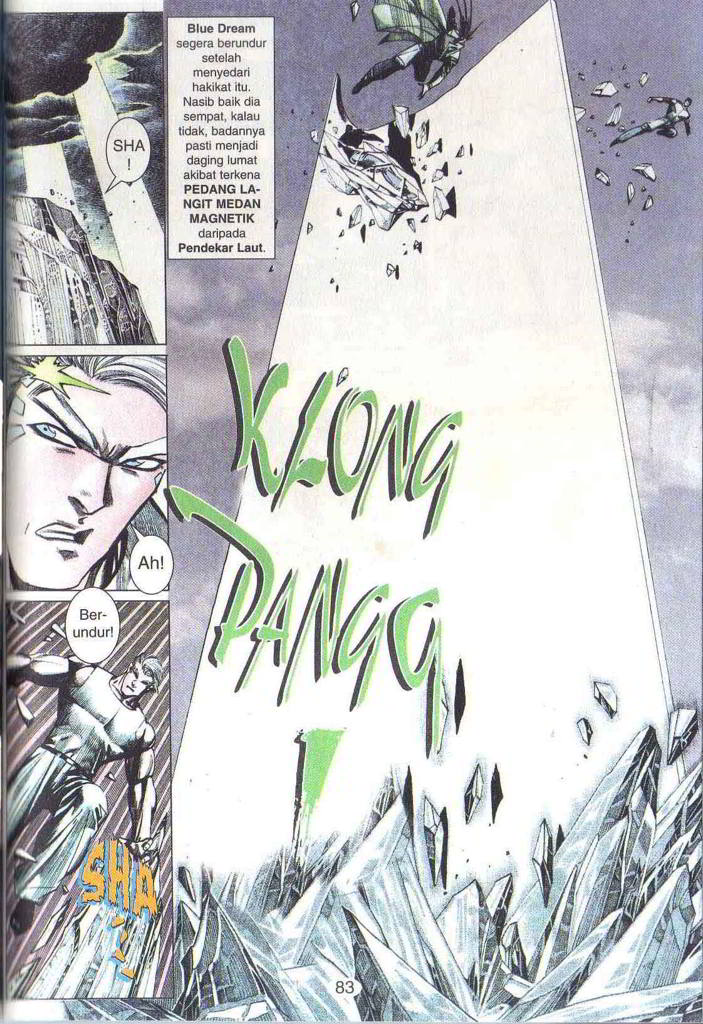 SHA
!
Blue Dream
segera berundur
setelah
menyedari
hakikat itu.
Nasib baik dia
sempat, kalau
tidak, badannya
pasti menjadi
daging lumat
akibat terkena
PEDANG LA-
NGIT MEDAN
MAGNETIK
daripada
Pendekar Laut.
Ah!
Ber-
undur!
SHA
!
KLONG
PANGG
!
83